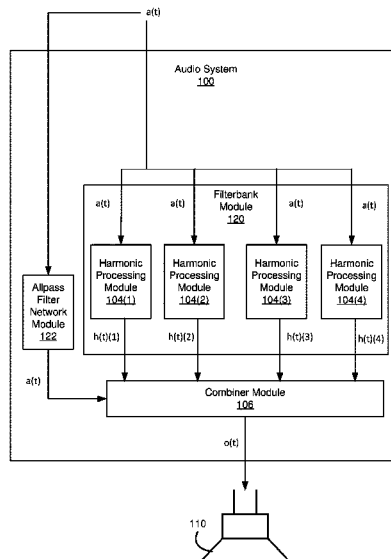 a(t)
Audio System
100
a(t)
a(t)
a(t)
a(t)
Filterbank
Module
120
Harmonic
Processing
Module
104(1)
Harmonic
Processing
Module
104(2)
Harmonic
Processing
Module
104(3)
Harmonic
Processing
Module
104(4)
Allpass
Filter
Network
Module
122
h(t)(1)
h(t)(2)
h(t)(3)
h(t)(4)
a(t)
Combiner Module
106
o(t)
110